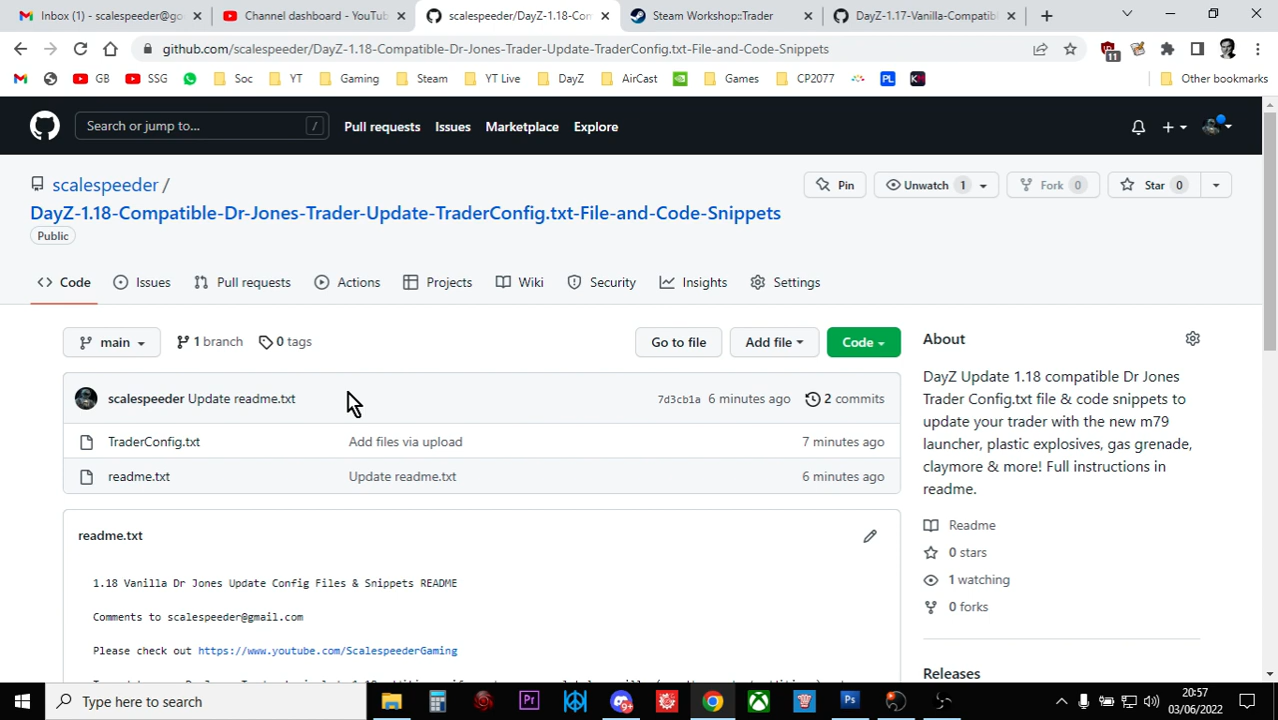 Inbox (1) - scalespeeder@go
Channel dashboard - YouTub
scalespeeder/DayZ-1.18-Com
Steam Workshop::Trader
DayZ-1.17-Vanilla-Compatibl
github.com/scalespeeder/DayZ-1.18-Compatible-Dr-Jones-Trader-Update-TraderConfig.txt-File-and-Code-Snippets
11
GB
SSG
Soc
YT
Gaming
Steam
YT Live
DayZ
AirCast
Games
CP2077
PL
K
Other bookmarks
Search or jump to...
/
Pull requests
Issues
Marketplace
Explore
scalespeeder /
DayZ-1.18-Compatible-Dr-Jones-Trader-Update-TraderConfig.txt-File-and-Code-Snippets
Public
Pin
Unwatch 1
Fork 0
Star 0
Code
Issues
Pull requests
Actions
Projects
Wiki
Security
Insights
Settings
main
1 branch
0 tags
Go to file
Add file
Code
scalespeeder Update readme.txt
7d3cb1a 6 minutes ago
2 commits
TraderConfig.txt
Add files via upload
7 minutes ago
readme.txt
Update readme.txt
6 minutes ago
About
DayZ Update 1.18 compatible Dr Jones
Trader Config.txt file & code snippets to
update your trader with the new m79
launcher, plastic explosives, gas grenade,
claymore & more! Full instructions in
readme.
Readme
0 stars
1 watching
0 forks
Releases
readme.txt
1.18 Vanilla Dr Jones Update Config Files & Snippets README
Comments to scalespeeder@gmail.com
Please check out https://www.youtube.com/ScalespeederGaming
Type here to search
Pr
Ps
20:57
03/06/2022